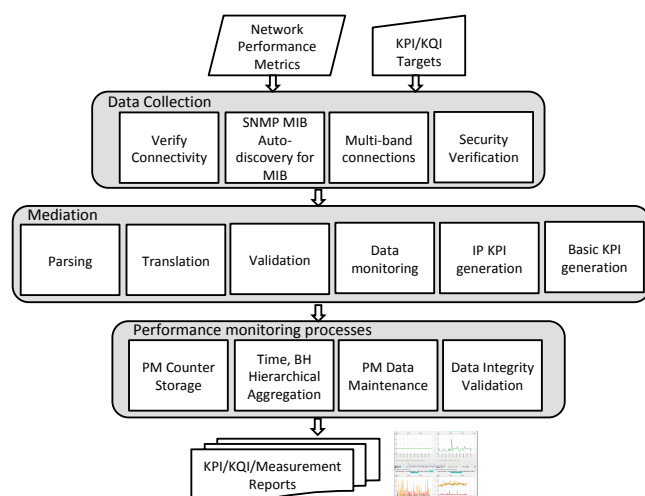 Network
Performance
Metrics
KPI/KQI
Targets
Data Collection
Verify
Connectivity
SNMP MIB
Auto-
discovery for
MIB
Multi-band
connections
Security
Verification
Mediation
Parsing
Translation
Validation
Data
monitoring
IP KPI
generation
Basic KPI
generation
Performance monitoring processes
PM Counter
Storage
Time, BH
Hierarchical
Aggregation
PM Data
Maintenance
Data Integrity
Validation
KPI/KQI/Measurement
Reports